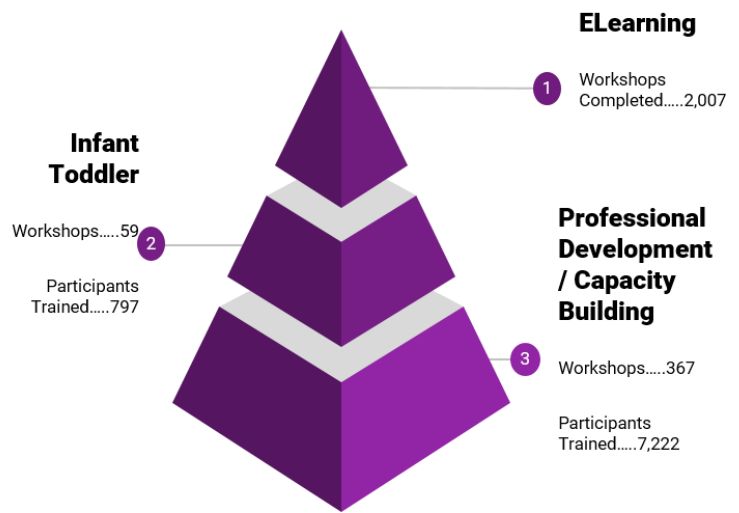 ELearning
1
Workshops
Completed.....2,007
Infant
Toddler
Workshops.....59
2
Participants
Trained.....797
Professional
Development
/ Capacity
Building
3
Workshops.....367
Participants
Trained.....7,222